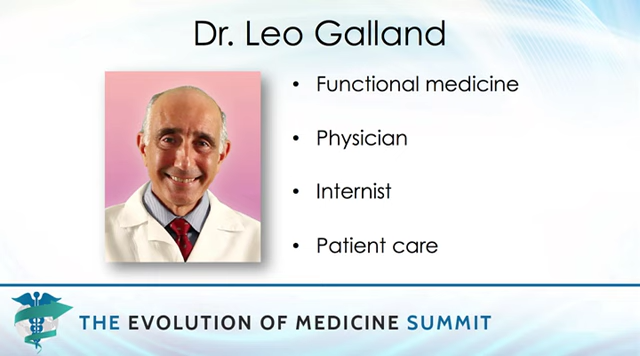 Dr. Leo Galland
• Functional medicine
• Physician
• Internist
• Patient care
THE EVOLUTION OF MEDICINE SUMMIT